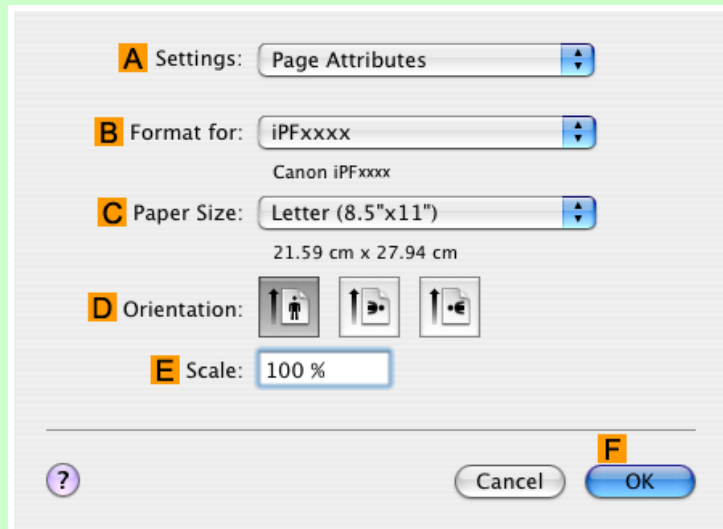 A Settings: Page Attributes
B Format for: iPFxxxx
Canon iPFxxxx
C Paper Size: Letter (8.5"x11")
21.59 cm x 27.94 cm
D Orientation:
E Scale: 100 %
F
? Cancel OK